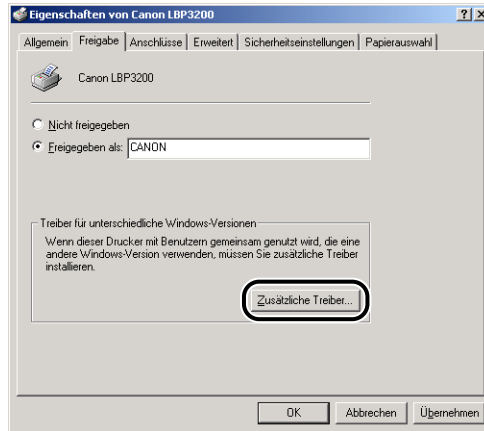 Eigenschaften von Canon LBP3200
Allgemein Freigabe Anschlüsse Erweitert Sicherheitseinstellungen Papierauswahl
Canon LBP3200
Nicht freigegeben
Freigegeben als: CANON
Treiber für unterschiedliche Windows-Versionen
Wenn dieser Drucker mit Benutzern gemeinsam genutzt wird, die eine
andere Windows-Version verwenden, müssen Sie zusätzliche Treiber
installieren.
Zusätzliche Treiber...
OK Abbrechen Übernehmen